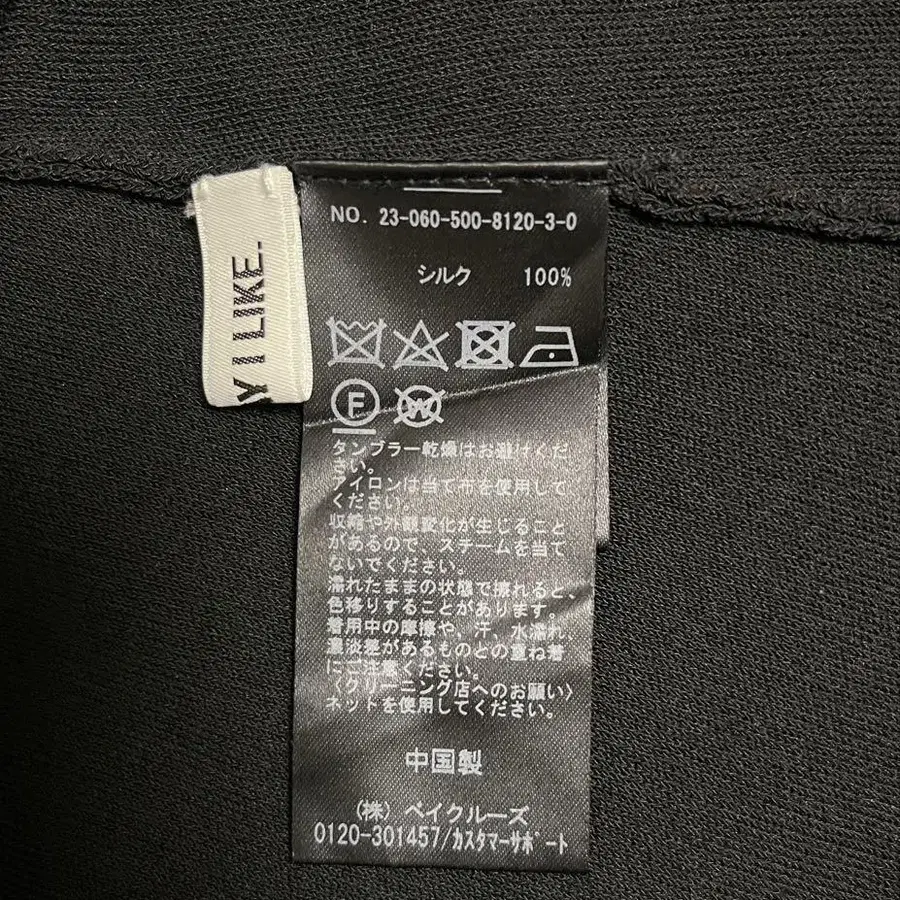 Y I LIKE.
NO. 23-060-500-8120-3-0
シルク 100%
F
W
タンブラー乾燥はお避けくだ
さい。
アイロンは当て布を使用して
ください。
収縮や外観変化が生じること
があるので、スチームを当て
ないでください。
濡れたままの状態で擦れると、
色移りすることがあります。
着用中の摩擦や、汗、水濡れ、
濃淡差があるものとの重ね着
にご注意ください。
〈クリーニング店へのお願い〉
ネットを使用してください。
中国製
(株) ベイクルーズ
0120-301457/カスタマーサポート